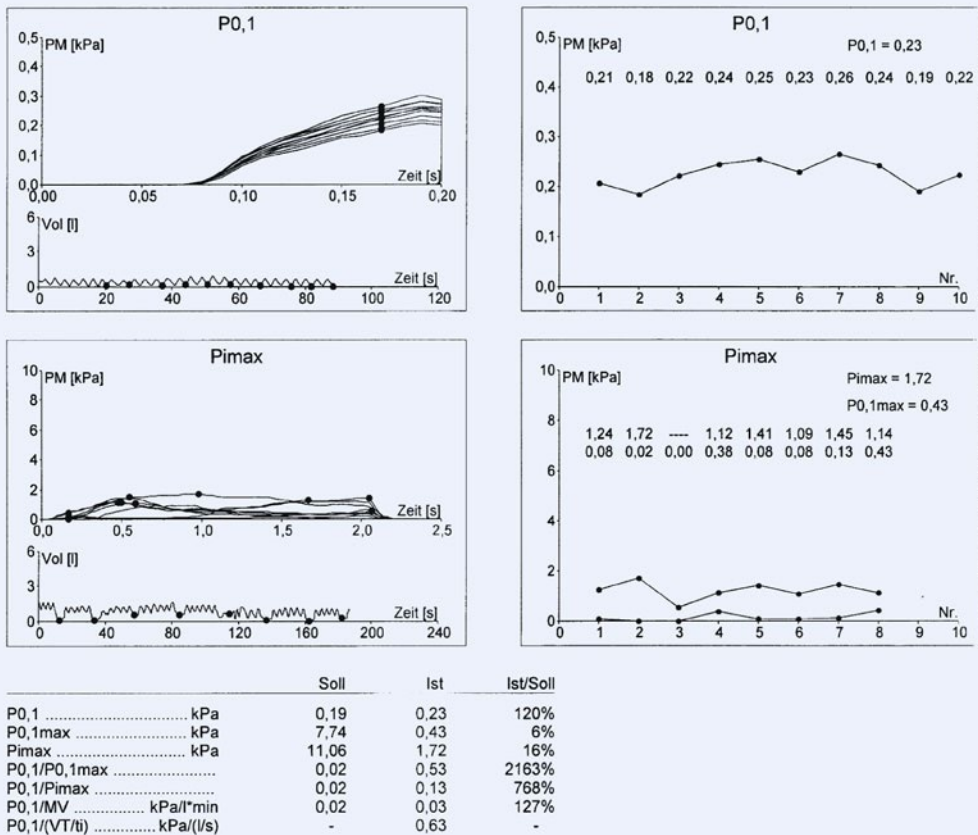 P0,1
PM [kPa]
0,5
0,4
0,3
0,2
0,1
0,0
Zeit [s]
0,00 0,05 0,10 0,15 0,20
Vol [l]
6
3
0
Zeit [s]
0 20 40 60 80 100 120
P0,1
PM [kPa]
P0,1 = 0,23
0,21 0,18 0,22 0,24 0,25 0,23 0,26 0,24 0,19 0,22
0,5
0,4
0,3
0,2
0,1
0,0
Nr.
0 1 2 3 4 5 6 7 8 9 10
Pimax
PM [kPa]
10
8
6
4
2
0
Zeit [s]
0,0 0,5 1,0 1,5 2,0 2,5
Vol [l]
6
3
0
Zeit [s]
0 40 80 120 160 200 240
Pimax
PM [kPa]
Pimax = 1,72
P0,1max = 0,43
1,24 1,72 ---- 1,12 1,41 1,09 1,45 1,14
0,08 0,02 0,00 0,38 0,08 0,08 0,13 0,43
10
8
6
4
2
0
Nr.
0 1 2 3 4 5 6 7 8 9 10
Soll Ist Ist/Soll
P0,1 .............................. kPa 0,19 0,23 120%
P0,1max ........................ kPa 7,74 0,43 6%
Pimax ............................ kPa 11,06 1,72 16%
P0,1/P0,1max .................... 0,02 0,53 2163%
P0,1/Pimax ........................ 0,02 0,13 768%
P0,1/MV .............. kPa/l*min 0,02 0,03 127%
P0,1/(VT/ti) ............ kPa/(l/s) - 0,63 -